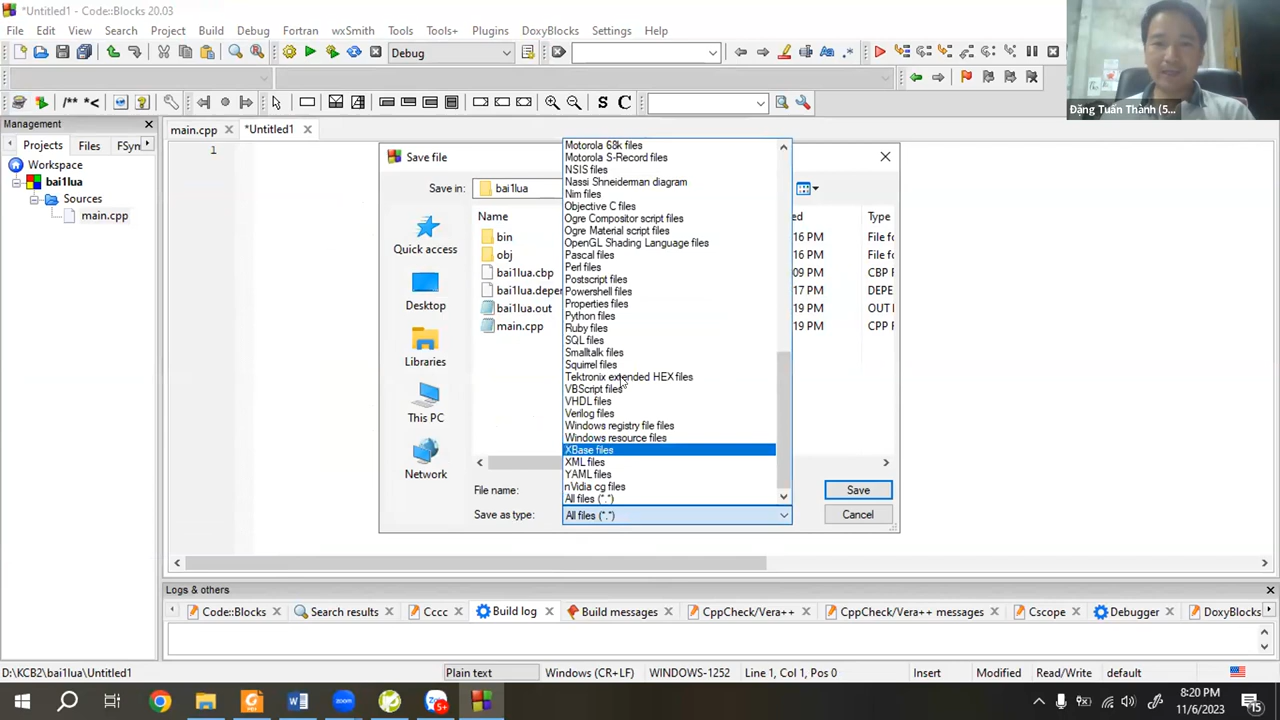 *Untitled1 - Code::Blocks 20.03
File Edit View Search Project Build Debug Fortran wxSmith Tools Tools+ Plugins DoxyBlocks Settings Help
Debug
/** *<
S C
Management
Projects Files FSym
Workspace
bai1lua
Sources
main.cpp
main.cpp *Untitled1
1
Save file
Save in: bai1lua
Quick access
Desktop
Libraries
This PC
Network
Name
bin
obj
bai1lua.cbp
bai1lua.depen
bai1lua.out
main.cpp
Motorola 68k files
Motorola S-Record files
NSIS files
Nassi Shneiderman diagram
Nim files
Objective C files
Ogre Compositor script files
Ogre Material script files
OpenGL Shading Language files
Pascal files
Perl files
Postscript files
Powershell files
Properties files
Python files
Ruby files
SQL files
Smalltalk files
Squirrel files
Tektronix extended HEX files
VBScript files
VHDL files
Verilog files
Windows registry file files
Windows resource files
XBase files
XML files
YAML files
nVidia cg files
All files (*.*)
ed Type
16 PM File fo
16 PM File fo
09 PM CBP F
17 PM DEPE
19 PM OUT F
19 PM CPP F
File name:
Save as type: All files (*.*)
Save
Cancel
Đặng Tuấn Thành (5...
Logs & others
Code::Blocks Search results Cccc Build log Build messages CppCheck/Vera++ CppCheck/Vera++ messages Cscope Debugger DoxyBlocks
D:\KCB2\bai1lua\Untitled1 Plain text Windows (CR+LF) WINDOWS-1252 Line 1, Col 1, Pos 0 Insert Modified Read/Write default
5+
8:20 PM
11/6/2023
15